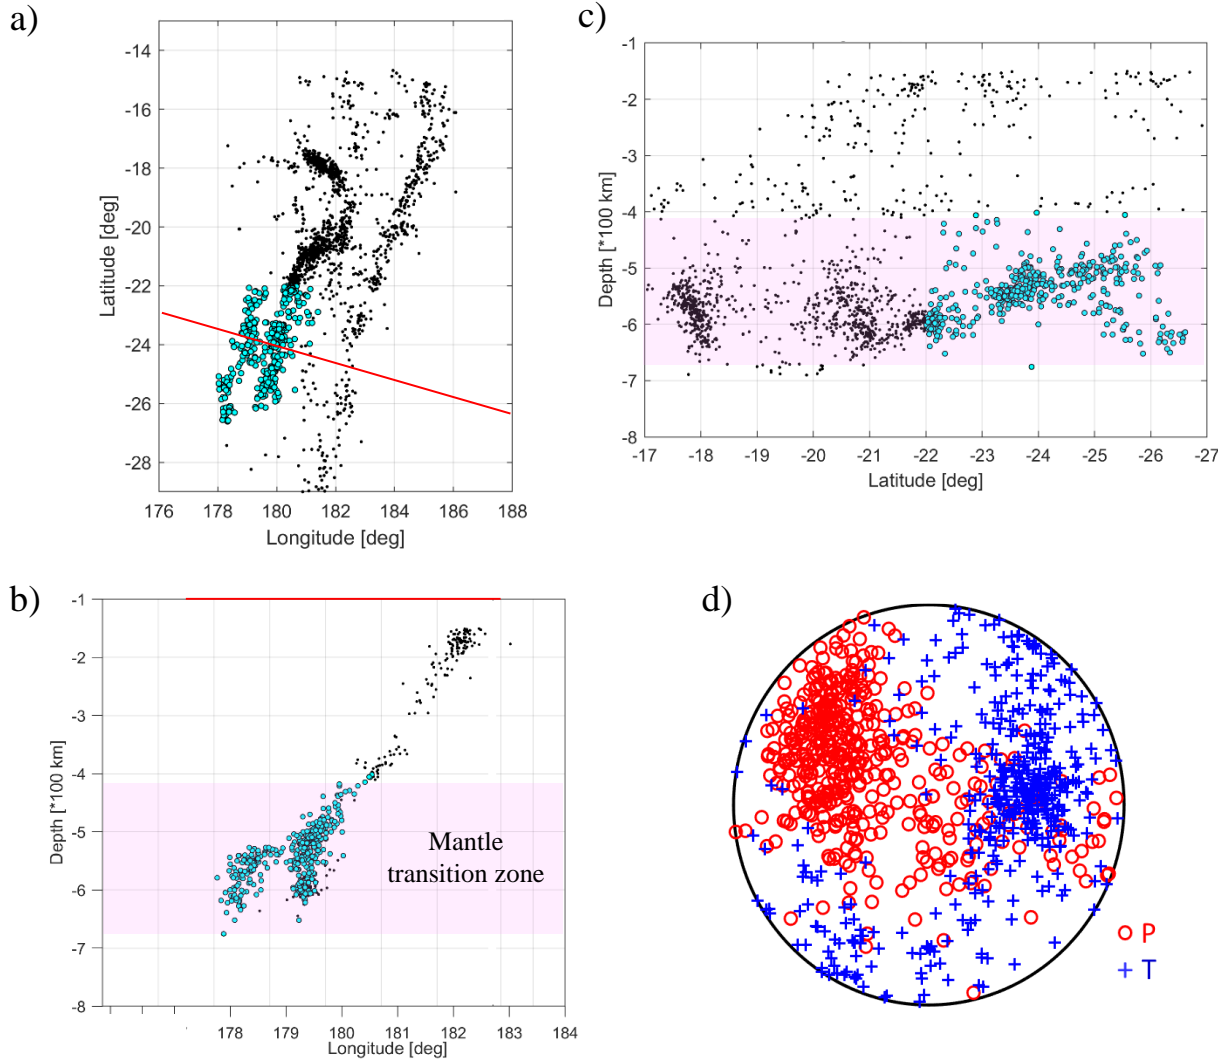 a)
-14
-16
-18
-20
-22
-24
-26
-28
Latitude [deg]
176 178 180 182 184 186 188
Longitude [deg]
c)
-1
-2
-3
-4
-5
-6
-7
-8
Depth [*100 km]
-17 -18 -19 -20 -21 -22 -23 -24 -25 -26 -27
Latitude [deg]
b)
-1
-2
-3
-4
-5
-6
-7
-8
Depth [*100 km]
Mantle
transition zone
178 179 180 181 182 183 184
Longitude [deg]
d)
P
T